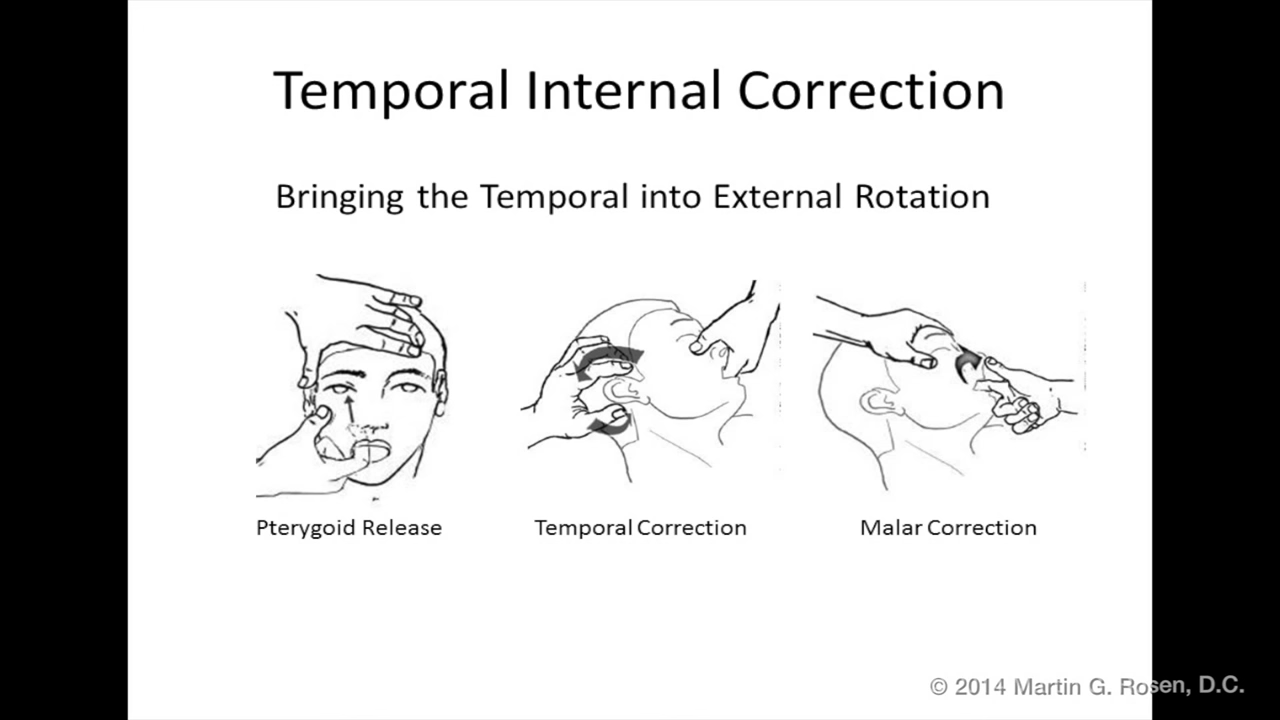 Temporal Internal Correction
Bringing the Temporal into External Rotation
Pterygoid Release
Temporal Correction
Malar Correction
© 2014 Martin G. Rosen, D.C.